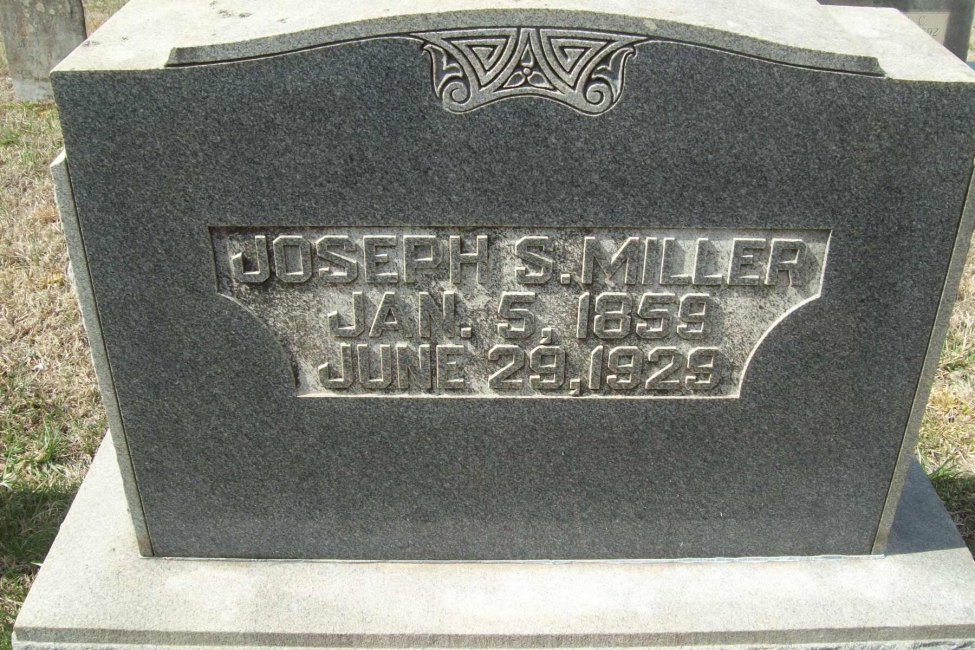 JOSEPH S. MILLER
JAN. 5, 1859
JUNE 29, 1929